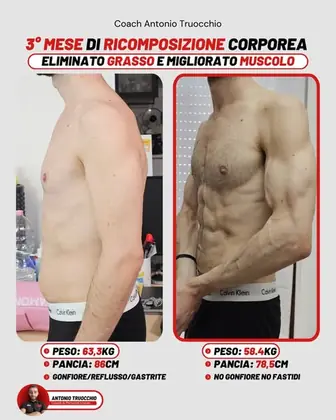 Coach Antonio Truocchio
3° MESE DI RICOMPOSIZIONE CORPOREA
ELIMINATO GRASSO E MIGLIORATO MUSCOLO
Calvin Klein
Calvin Klein
PESO: 63,3KG
PANCIA: 86CM
GONFIORE/REFLUSSO/GASTRITE
PESO: 58.4KG
PANCIA: 78,5CM
NO GONFIORE NO FASTIDI
ANTONIO TRUOCCHIO